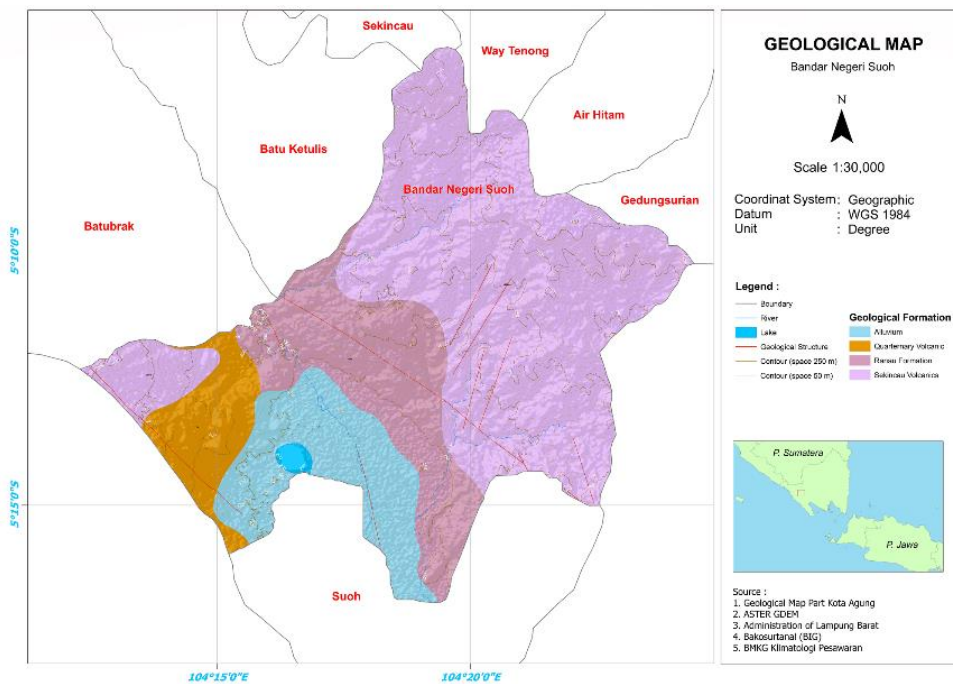 Sekincau
Way Tenong
Air Hitam
Batu Ketulis
Bandar Negeri Suoh
Gedungsurian
Batubrak
Suoh
5°10'0"S
5°15'0"S
104°15'0"E
104°20'0"E
GEOLOGICAL MAP
Bandar Negeri Suoh
N
Scale 1:30,000
Coordinat System : Geographic
Datum : WGS 1984
Unit : Degree
Legend :
Boundary
River
Lake
Geological Structure
Contour (space 250 m)
Contour (space 50 m)
Geological Formation
Alluvium
Quarternary Volcanic
Ranau Formation
Sekincau Volcanics
P. Sumatera
P. Jawa
Source :
1. Geological Map Part Kota Agung
2. ASTER GDEM
3. Administration of Lampung Barat
4. Bakosurtanal (BIG)
5. BMKG Klimatologi Pesawaran